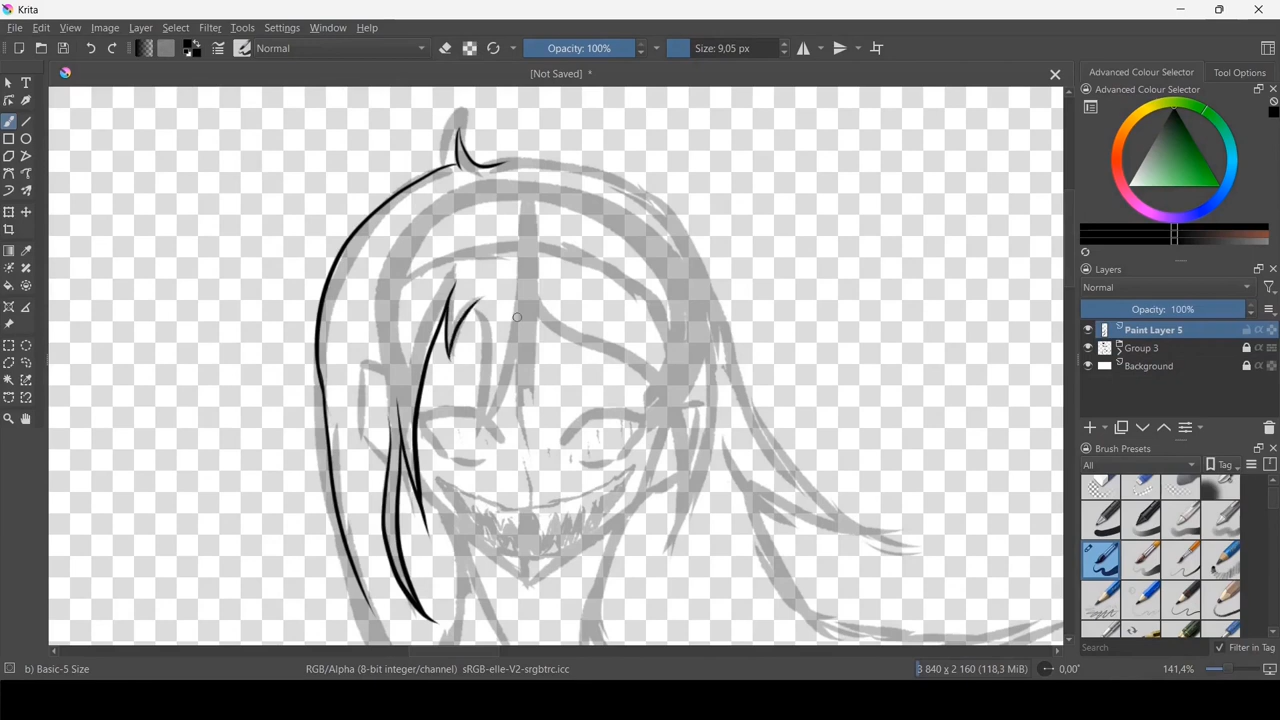 Krita
File Edit View Image Layer Select Filter Tools Settings Window Help
Normal Opacity: 100% Size: 9,05 px
[Not Saved] *
Advanced Colour Selector Tool Options
Advanced Colour Selector
Layers
Normal
Opacity: 100%
Paint Layer 5
Group 3
Background
Brush Presets
All Tag
Search Filter in Tag
b) Basic-5 Size RGB/Alpha (8-bit integer/channel) sRGB-elle-V2-srgbtrc.icc 3 840 x 2 160 (118,3 MiB) 0,00° 141,4%